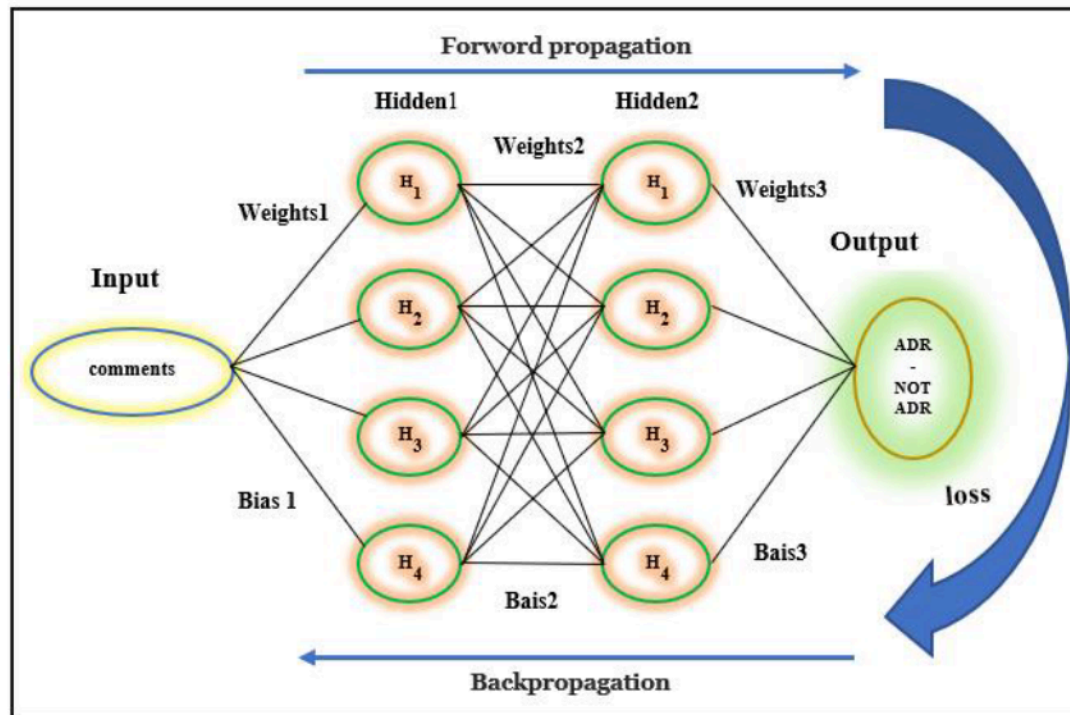 Forword propagation
Hidden1
Hidden2
Weights2
Weights1
Weights3
H1
H1
Input
Output
H2
H2
comments
ADR
-
NOT
ADR
H3
H3
loss
Bias 1
Bais3
H4
H4
Bais2
Backpropagation